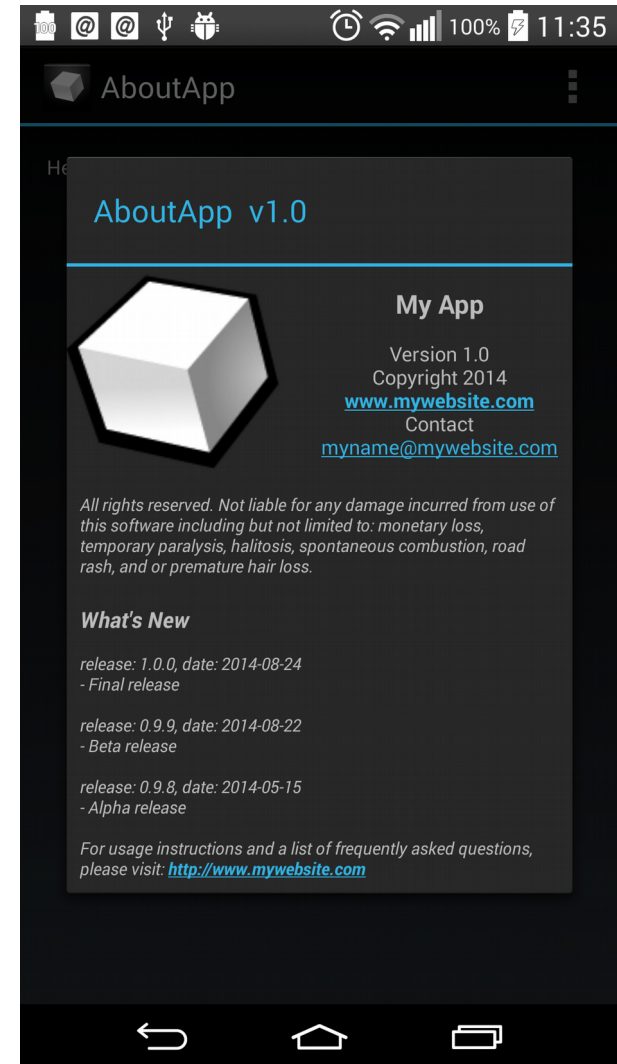 100 @ @ 100% 11:35
AboutApp
He
AboutApp v1.0
My App
Version 1.0
Copyright 2014
www.mywebsite.com
Contact
myname@mywebsite.com
All rights reserved. Not liable for any damage incurred from use of
this software including but not limited to: monetary loss,
temporary paralysis, halitosis, spontaneous combustion, road
rash, and or premature hair loss.
What's New
release: 1.0.0, date: 2014-08-24
- Final release
release: 0.9.9, date: 2014-08-22
- Beta release
release: 0.9.8, date: 2014-05-15
- Alpha release
For usage instructions and a list of frequently asked questions,
please visit: http://www.mywebsite.com